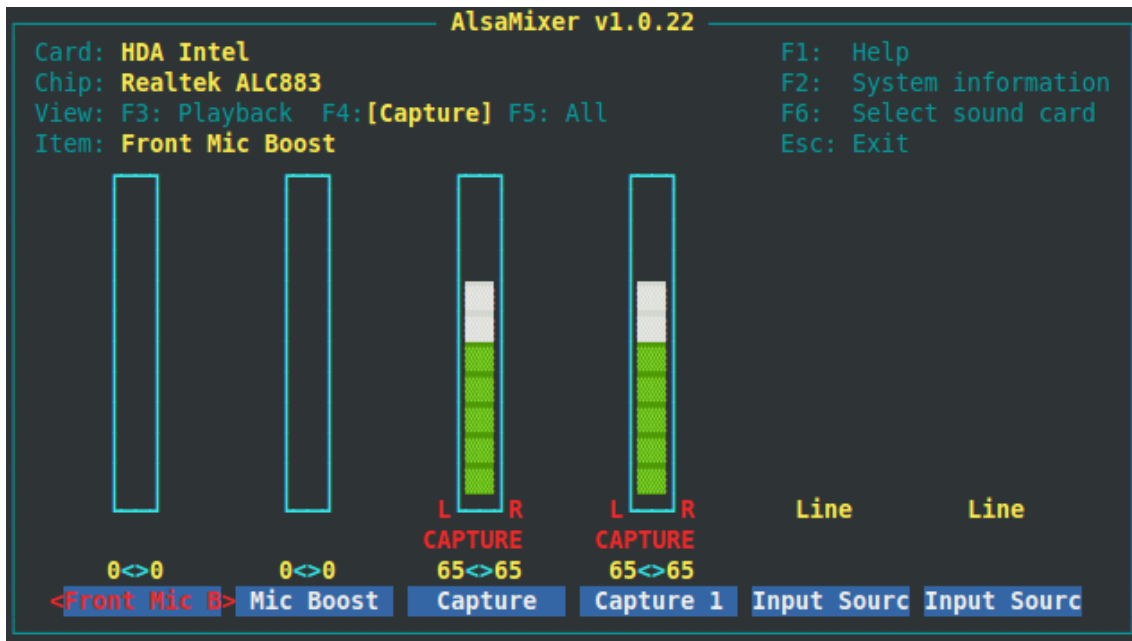 AlsaMixer v1.0.22
Card: HDA Intel F1: Help
Chip: Realtek ALC883 F2: System information
View: F3: Playback F4:[Capture] F5: All F6: Select sound card
Item: Front Mic Boost Esc: Exit
L R L R Line Line
CAPTURE CAPTURE
0<>0 0<>0 65<>65 65<>65
<Front Mic B> Mic Boost Capture Capture 1 Input Sourc Input Sourc